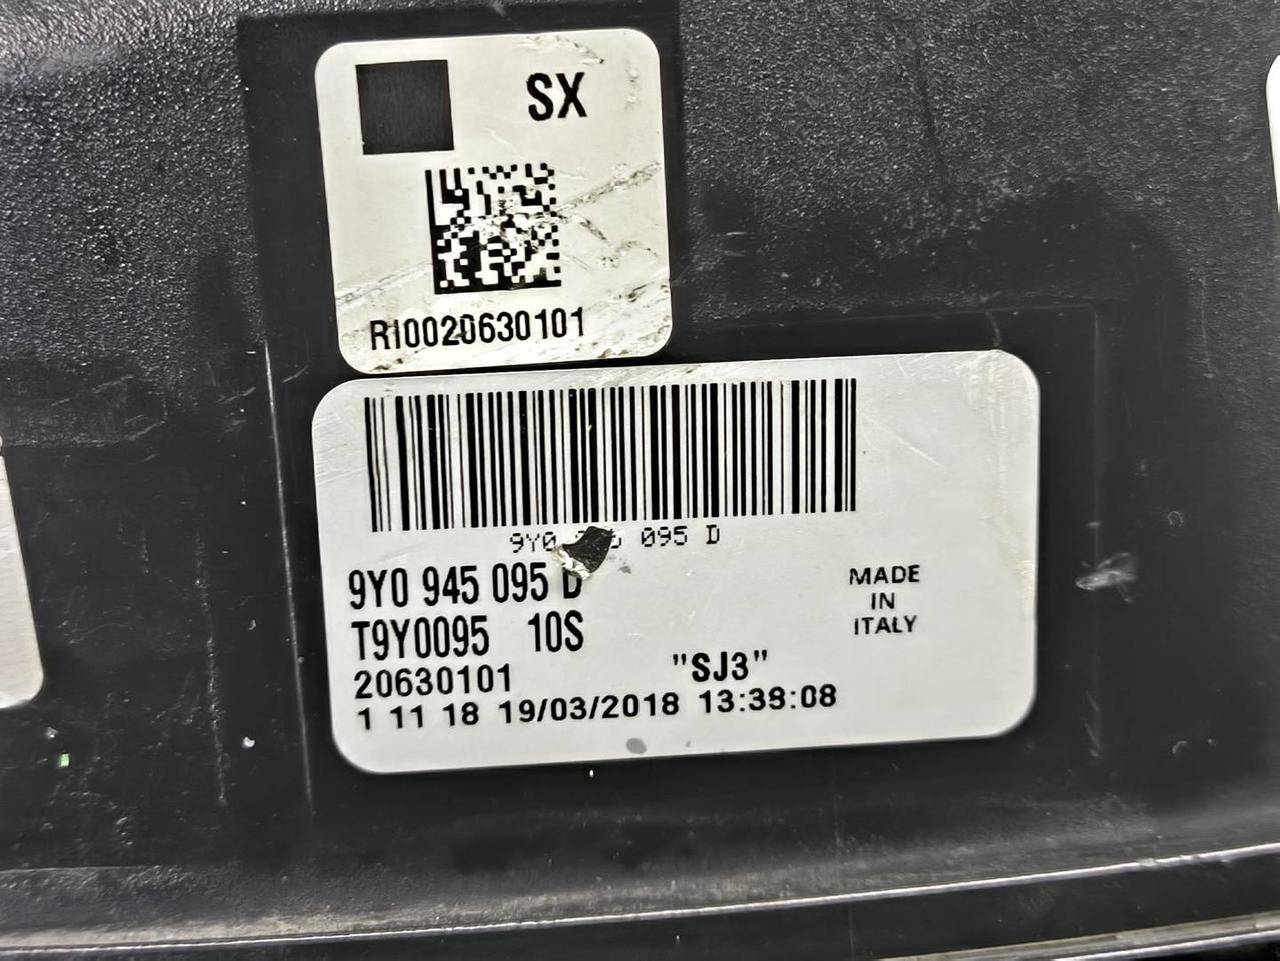 SX
RI0020630101
9Y0 095 D
9Y0 945 095 D
T9Y0095 10S
20630101
"SJ3"
1 11 18 19/03/2018 13:38:08
MADE
IN
ITALY